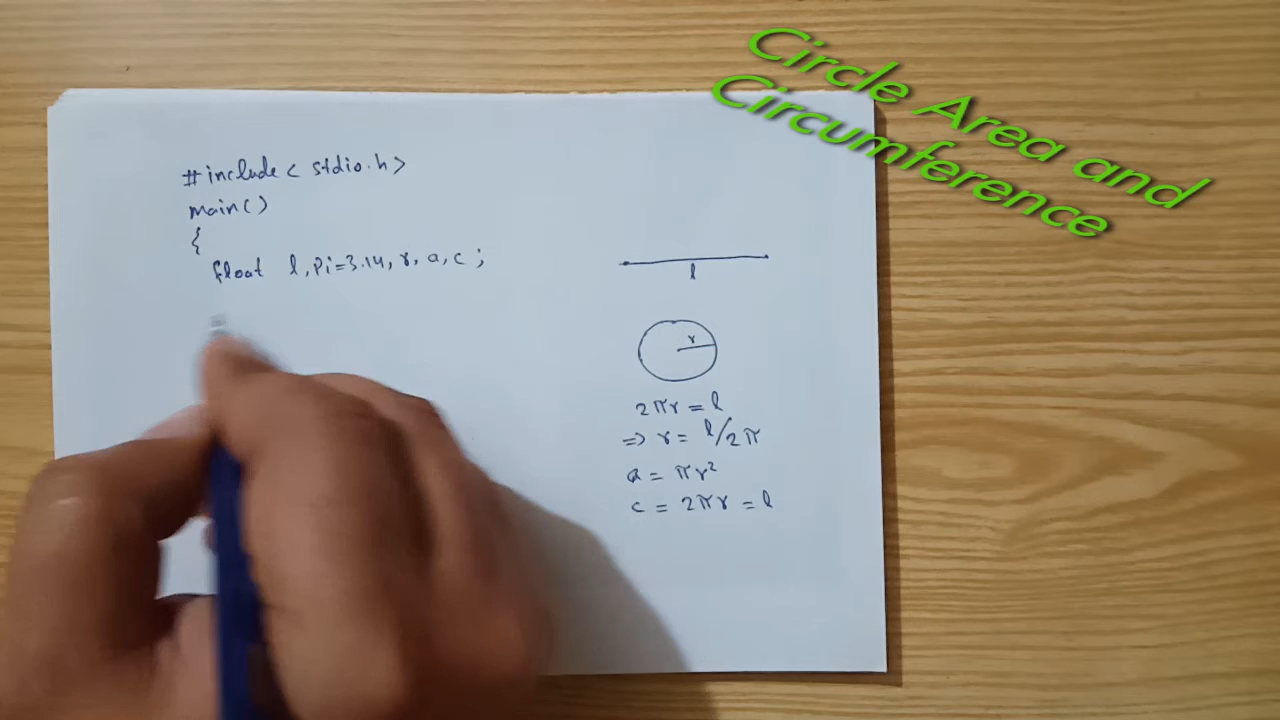 Circle Area and
Circumference
#include< stdio.h>
main()
{
float l, Pi=3.14, r, a, c ;
l
r
2πr = l
=> r = l/2π
a = πr²
c = 2πr = l